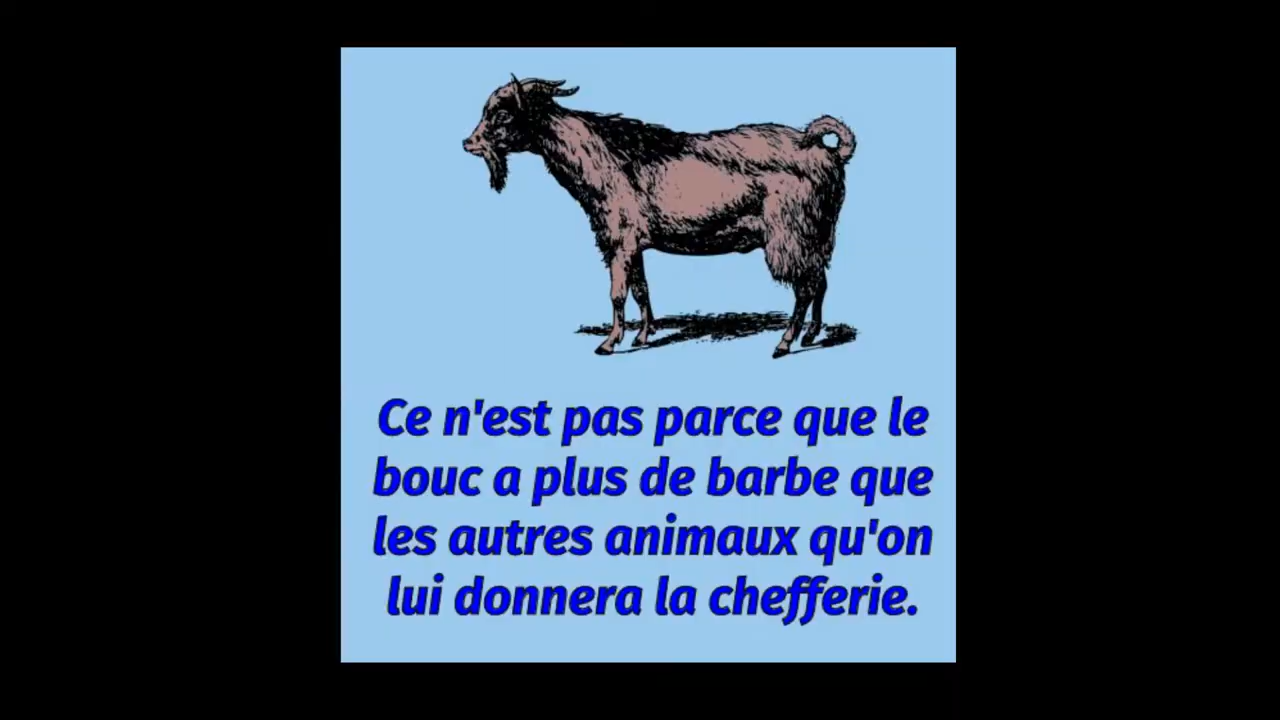 Ce n'est pas parce que le
bouc a plus de barbe que
les autres animaux qu'on
lui donnera la chefferie.